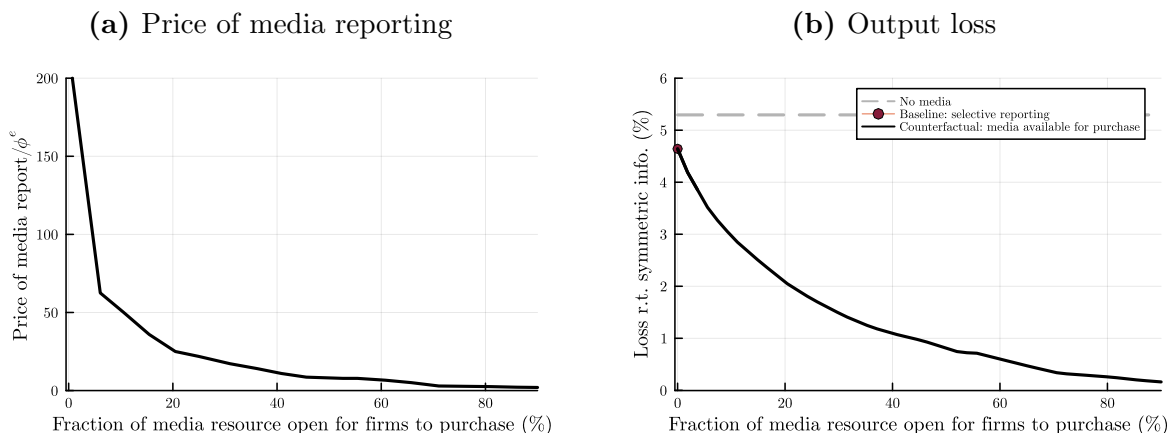 (a) Price of media reporting
Price of media report/ϕᵉ
200
150
100
50
0
0 20 40 60 80
Fraction of media resource open for firms to purchase (%)
(b) Output loss
Loss r.t. symmetric info. (%)
6
5
4
3
2
1
0
No media
Baseline: selective reporting
Counterfactual: media available for purchase
0 20 40 60 80
Fraction of media resource open for firms to purchase (%)